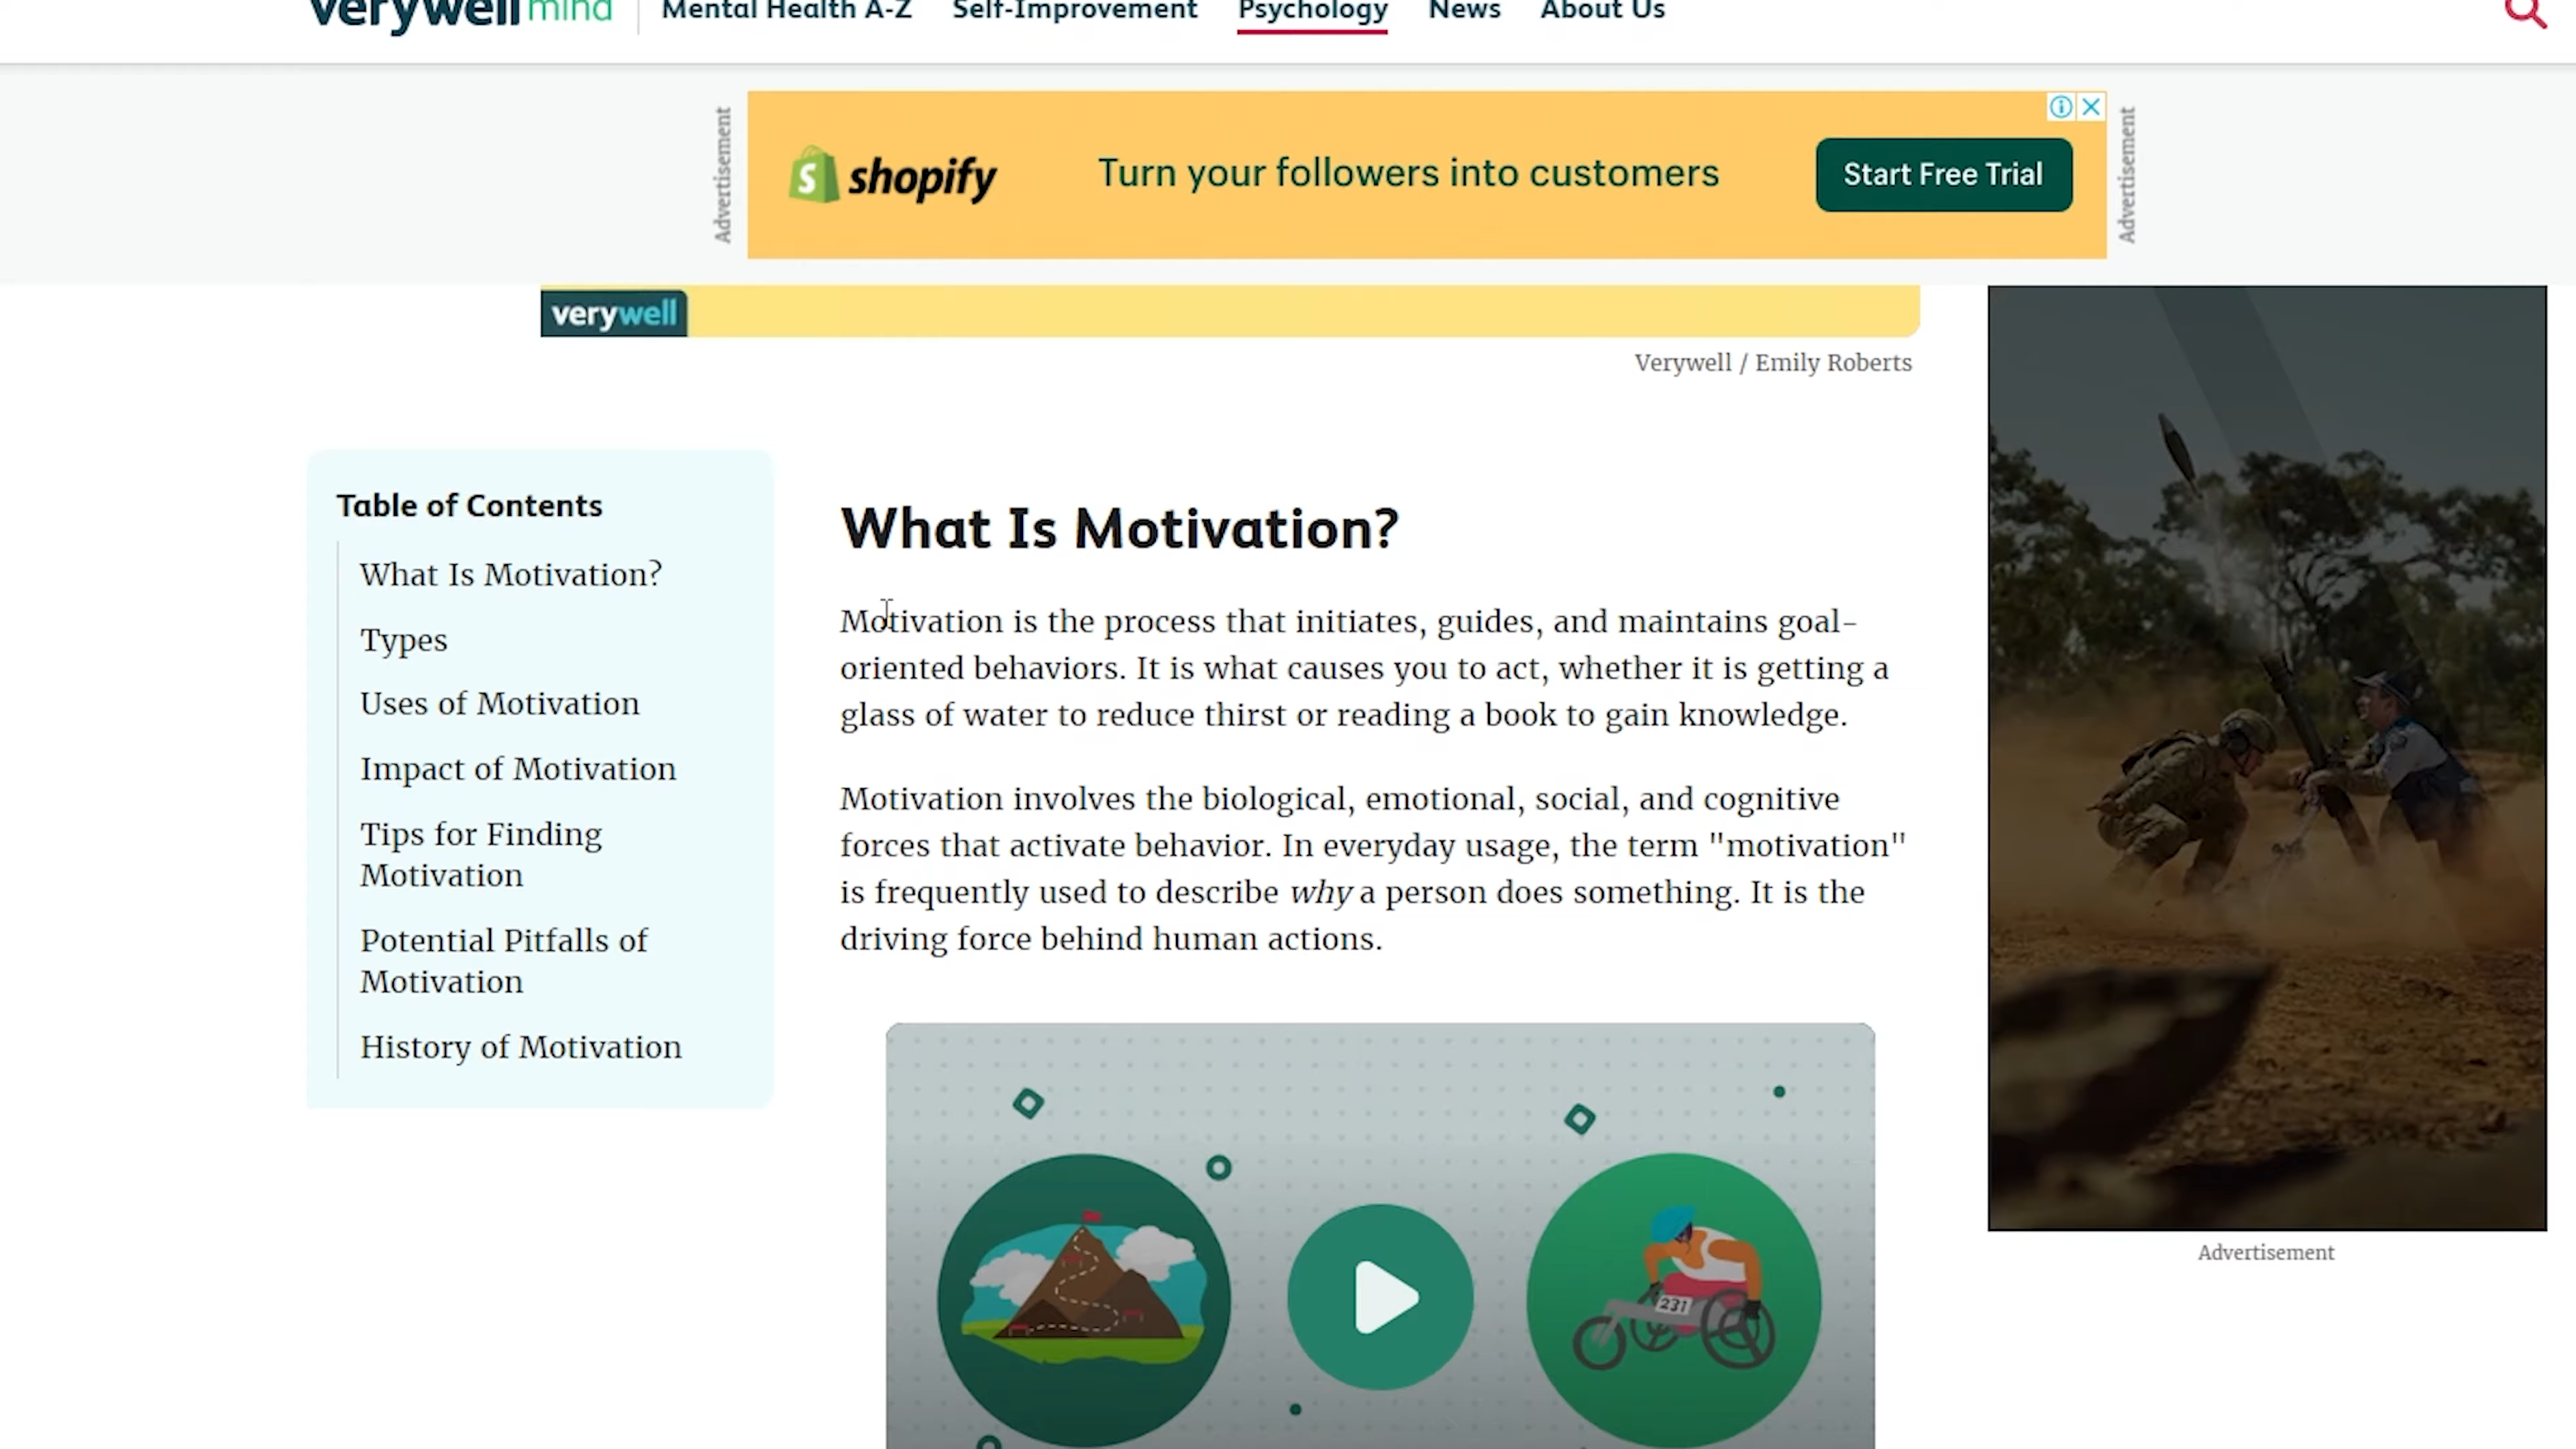 verywell mind
Mental Health A-Z
Self-Improvement
Psychology
News
About Us
Advertisement
shopify
Turn your followers into customers
Start Free Trial
Advertisement
verywell
Verywell / Emily Roberts
Table of Contents
What Is Motivation?
Types
Uses of Motivation
Impact of Motivation
Tips for Finding
Motivation
Potential Pitfalls of
Motivation
History of Motivation
What Is Motivation?
Motivation is the process that initiates, guides, and maintains goal-
oriented behaviors. It is what causes you to act, whether it is getting a
glass of water to reduce thirst or reading a book to gain knowledge.
Motivation involves the biological, emotional, social, and cognitive
forces that activate behavior. In everyday usage, the term "motivation"
is frequently used to describe why a person does something. It is the
driving force behind human actions.
231
Advertisement